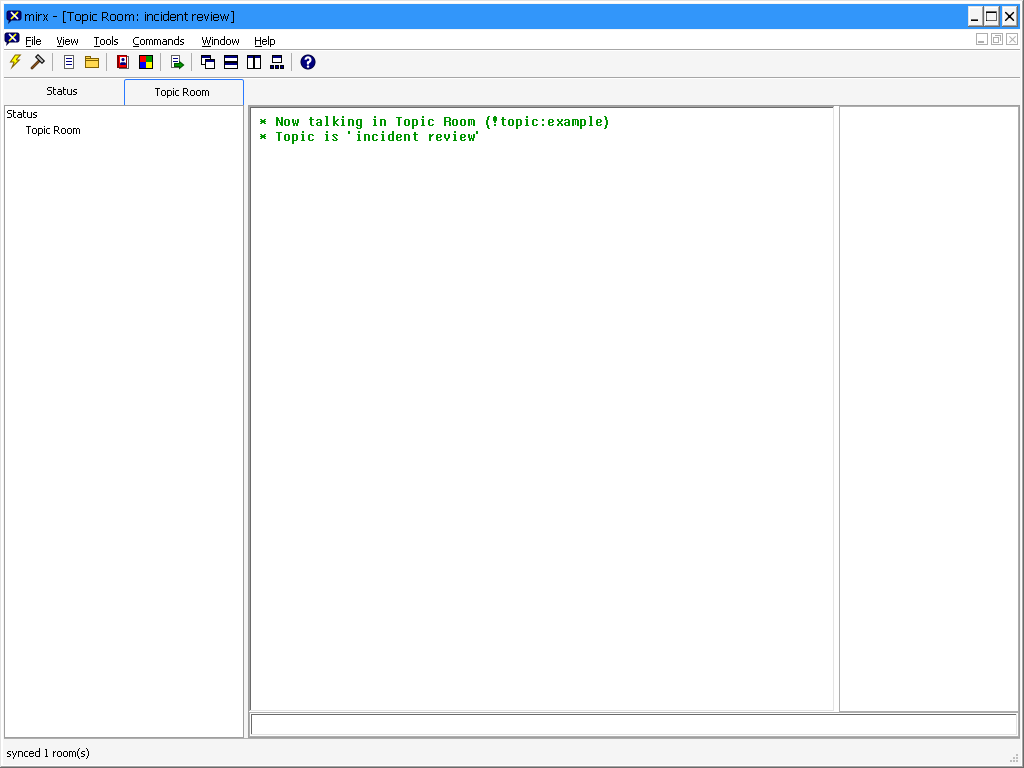 mirx - [Topic Room: incident review]
File View Tools Commands Window Help
Status Topic Room
Status
Topic Room
* Now talking in Topic Room (!topic:example)
* Topic is 'incident review'
synced 1 room(s)